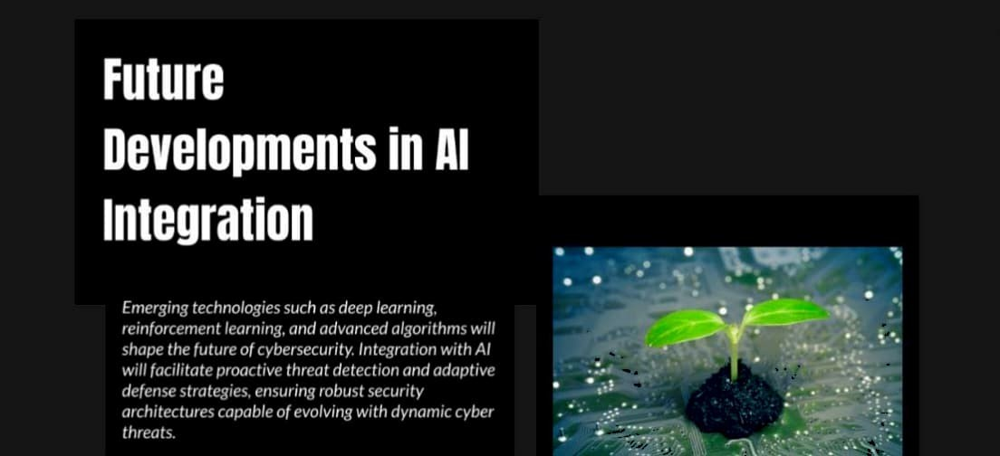 Future
Developments in AI
Integration
Emerging technologies such as deep learning,
reinforcement learning, and advanced algorithms will
shape the future of cybersecurity. Integration with AI
will facilitate proactive threat detection and adaptive
defense strategies, ensuring robust security
architectures capable of evolving with dynamic cyber
threats.